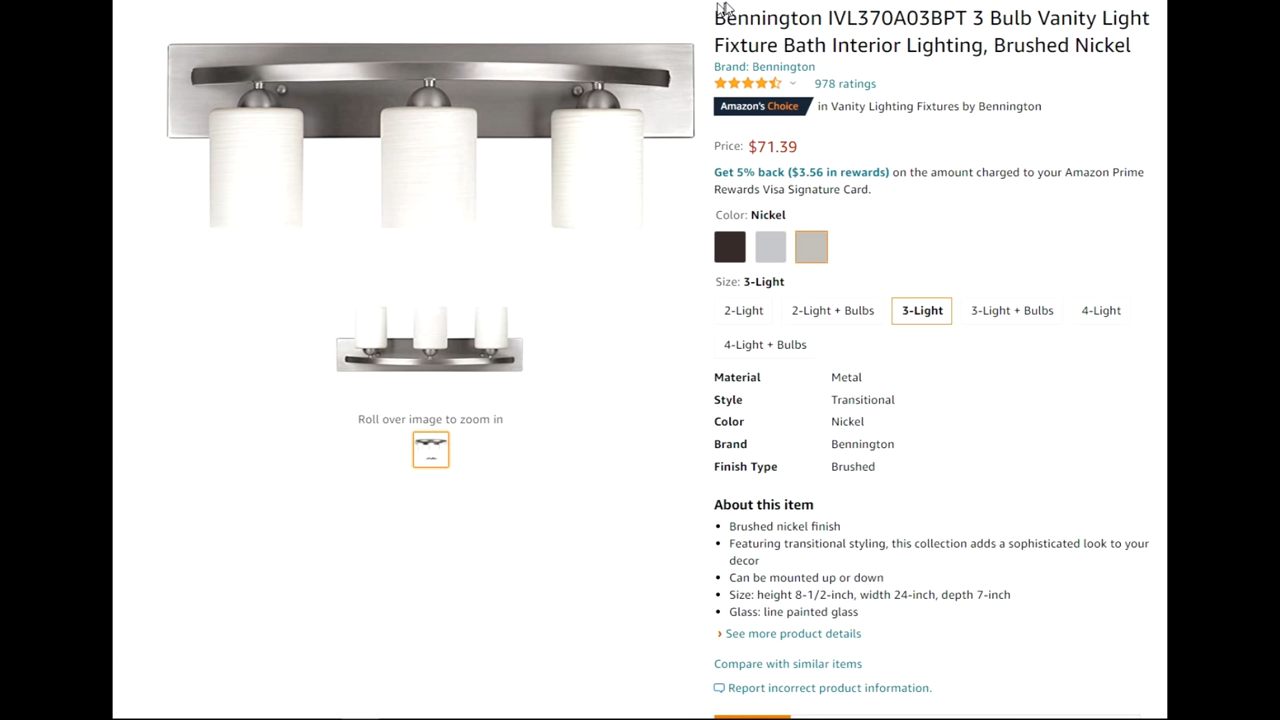 Bennington IVL370A03BPT 3 Bulb Vanity Light
Fixture Bath Interior Lighting, Brushed Nickel
Brand: Bennington
978 ratings
Amazon's Choice in Vanity Lighting Fixtures by Bennington
Price: $71.39
Get 5% back ($3.56 in rewards) on the amount charged to your Amazon Prime
Rewards Visa Signature Card.
Color: Nickel
Size: 3-Light
2-Light 2-Light + Bulbs 3-Light 3-Light + Bulbs 4-Light
4-Light + Bulbs
Material Metal
Style Transitional
Color Nickel
Brand Bennington
Finish Type Brushed
About this item
• Brushed nickel finish
• Featuring transitional styling, this collection adds a sophisticated look to your
decor
• Can be mounted up or down
• Size: height 8-1/2-inch, width 24-inch, depth 7-inch
• Glass: line painted glass
› See more product details
Compare with similar items
Report incorrect product information.
Roll over image to zoom in